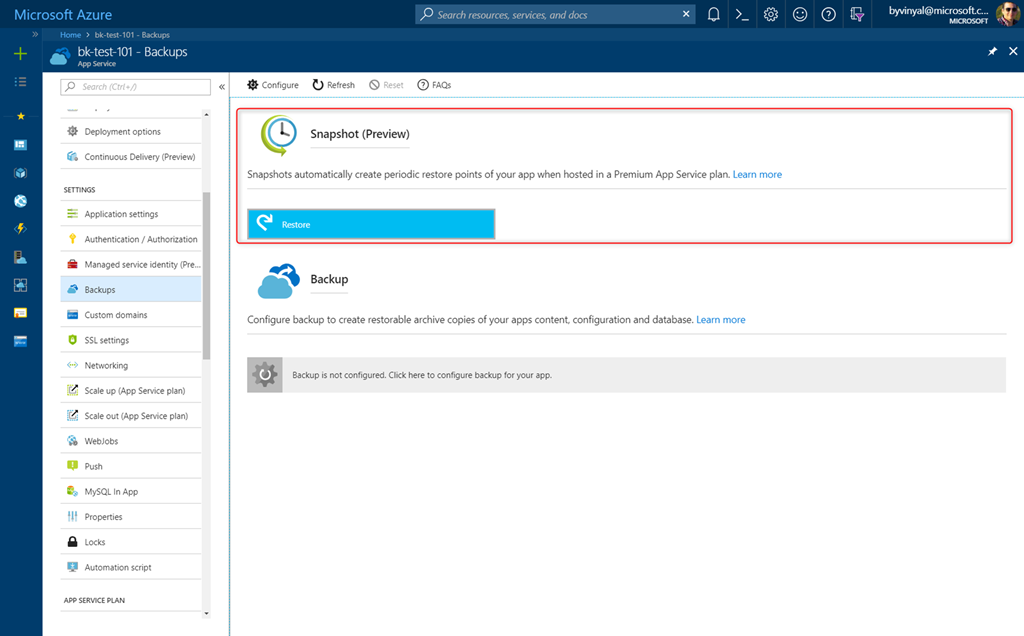 Microsoft Azure
Search resources, services, and docs
byvinyal@microsoft.c...
MICROSOFT
Home > bk-test-101 - Backups
bk-test-101 - Backups
App Service
Search (Ctrl+/)
Deployment options
Continuous Delivery (Preview)
SETTINGS
Application settings
Authentication / Authorization
Managed service identity (Pre...
Backups
Custom domains
SSL settings
Networking
Scale up (App Service plan)
Scale out (App Service plan)
WebJobs
Push
MySQL In App
Properties
Locks
Automation script
APP SERVICE PLAN
Configure Refresh Reset FAQs
Snapshot (Preview)
Snapshots automatically create periodic restore points of your app when hosted in a Premium App Service plan. Learn more
Restore
Backup
Configure backup to create restorable archive copies of your apps content, configuration and database. Learn more
Backup is not configured. Click here to configure backup for your app.